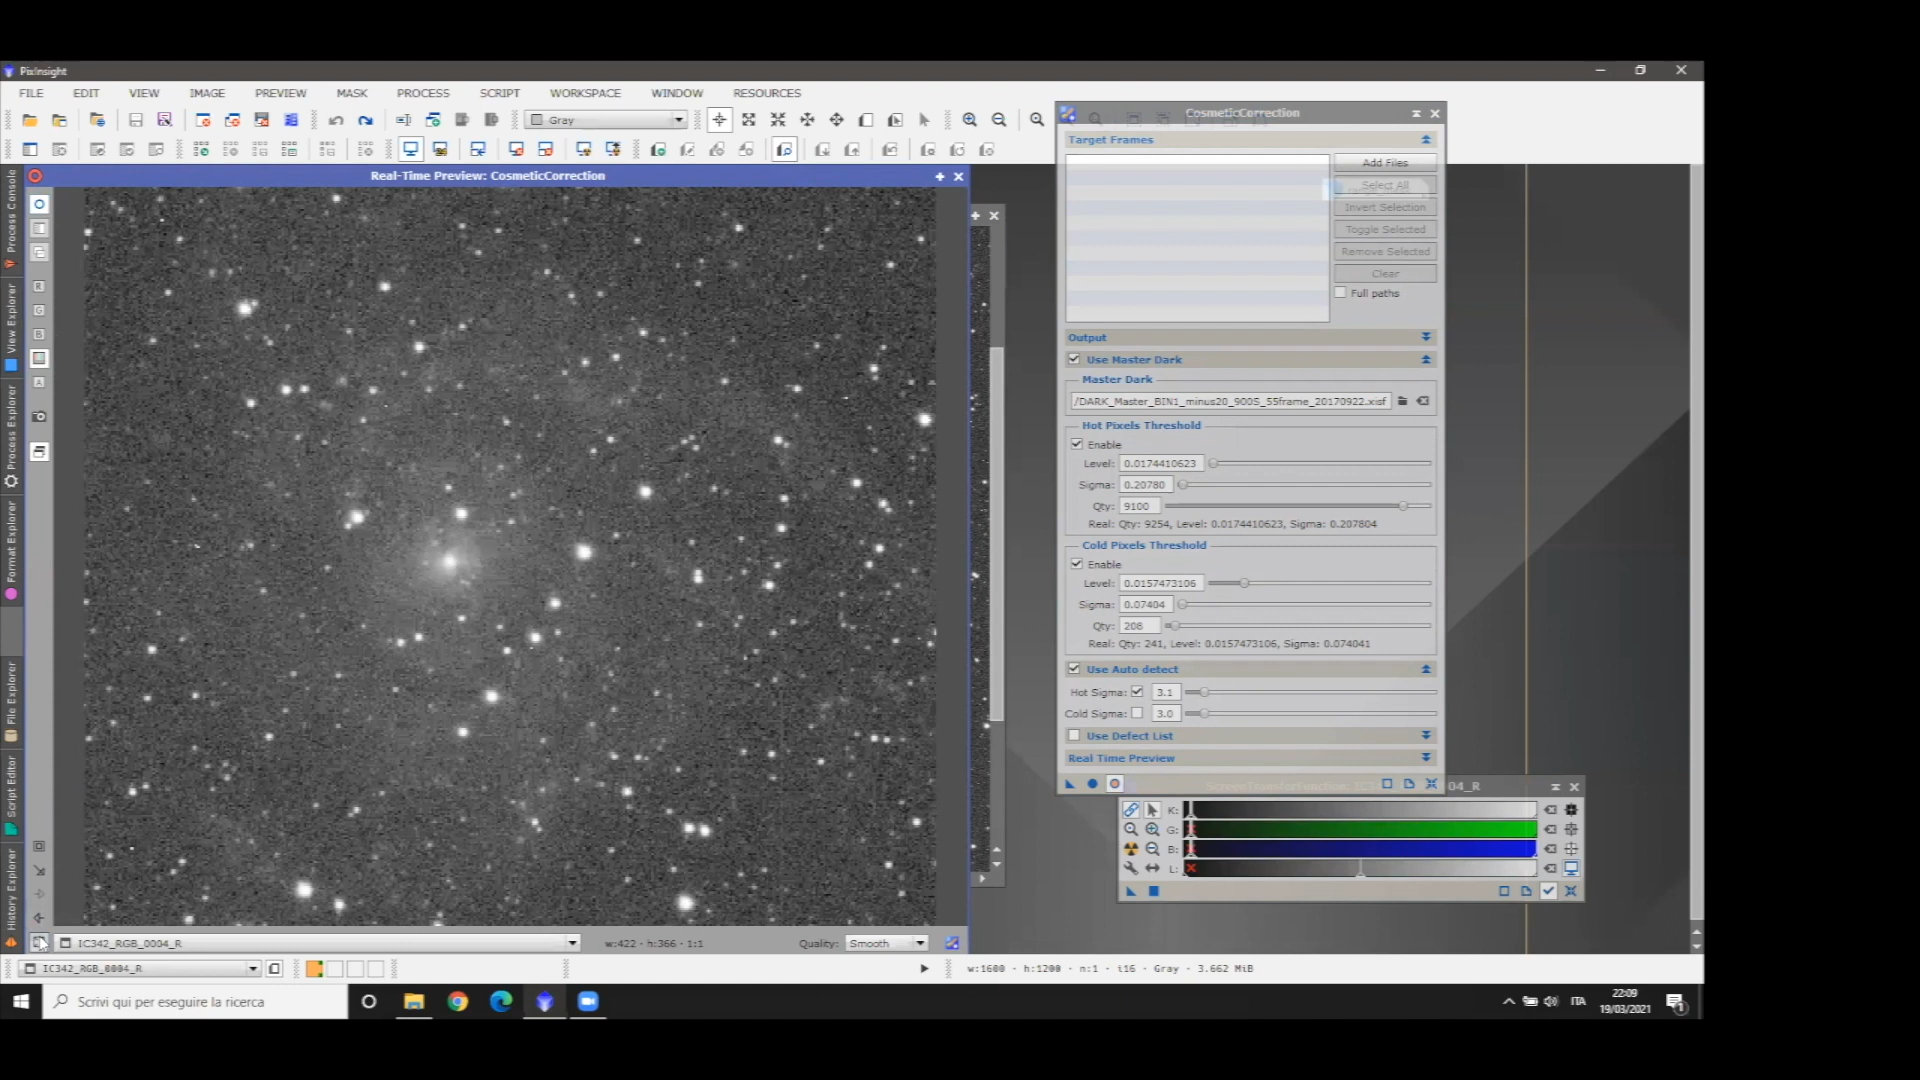 PixInsight
FILE EDIT VIEW IMAGE PREVIEW MASK PROCESS SCRIPT WORKSPACE WINDOW RESOURCES
Gray
Real-Time Preview: CosmeticCorrection
Process Console
View Explorer
Process Explorer
Format Explorer
File Explorer
Script Editor
History Explorer
R
G
B
A
IC342_RGB_0004_R
w:422 · h:366 · 1:1
Quality: Smooth
CosmeticCorrection
Target Frames
Add Files
Select All
Invert Selection
Toggle Selected
Remove Selected
Clear
Full paths
Output
Use Master Dark
Master Dark
/DARK_Master_BIN1_minus20_900S_55frame_20170922.xisf
Hot Pixels Threshold
Enable
Level: 0.0174410623
Sigma: 0.20780
Qty: 9100
Real: Qty: 9254, Level: 0.0174410623, Sigma: 0.207804
Cold Pixels Threshold
Enable
Level: 0.0157473106
Sigma: 0.07404
Qty: 208
Real: Qty: 241, Level: 0.0157473106, Sigma: 0.074041
Use Auto detect
Hot Sigma: 3.1
Cold Sigma: 3.0
Use Defect List
Real Time Preview
04_R
K:
G:
B:
L:
IC342_RGB_0004_R
w:1600 · h:1200 · n:1 · i16 · Gray · 3.662 MiB
Scrivi qui per eseguire la ricerca
ITA
22:09
19/03/2021
1